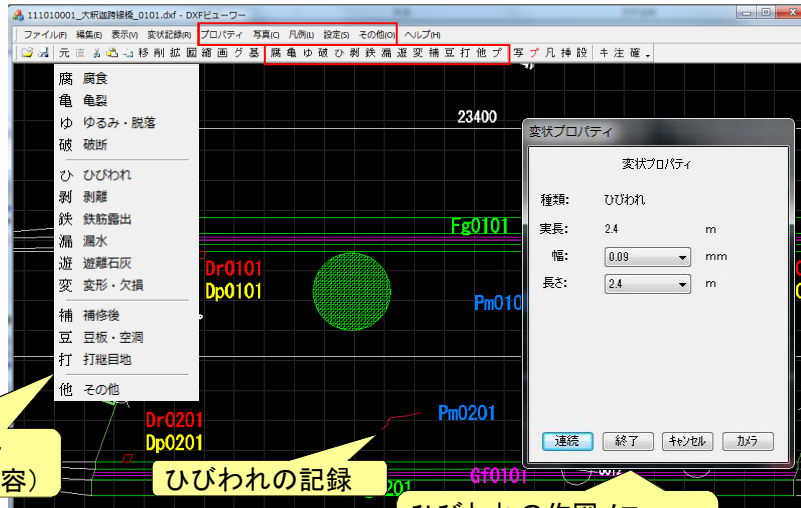 111010001_大釈迦跨線橋_0101.dxf - DXFビューワー
ファイル(F) 編集(E) 表示(V) 変状記録(R) プロパティ 写真(C) 凡例(L) 設定(S) その他(O) ヘルプ(H)
元 直 移 削 拡 囲 縮 画 グ 基 腐 亀 ゆ 破 ひ 剥 鉄 漏 遊 変 補 豆 打 他 プ 写 プ 凡 挿 設 キ 注 確
腐 腐食
亀 亀裂
ゆ ゆるみ・脱落
破 破断
ひ ひびわれ
剥 剥離
鉄 鉄筋露出
漏 漏水
遊 遊離石灰
変 変形・欠損
補 補修後
豆 豆板・空洞
打 打継目地
他 その他
23400
Fg0101
Dr0101
Dp0101
Pm010
Dr0201
Dp0201
Pm0201
Gf0101
201
変状プロパティ
変状プロパティ
種類: ひびわれ
実長: 2.4 m
幅: 0.09 mm
長さ: 2.4 m
連続 終了 キャンセル カメラ
容)
ひびわれの記録